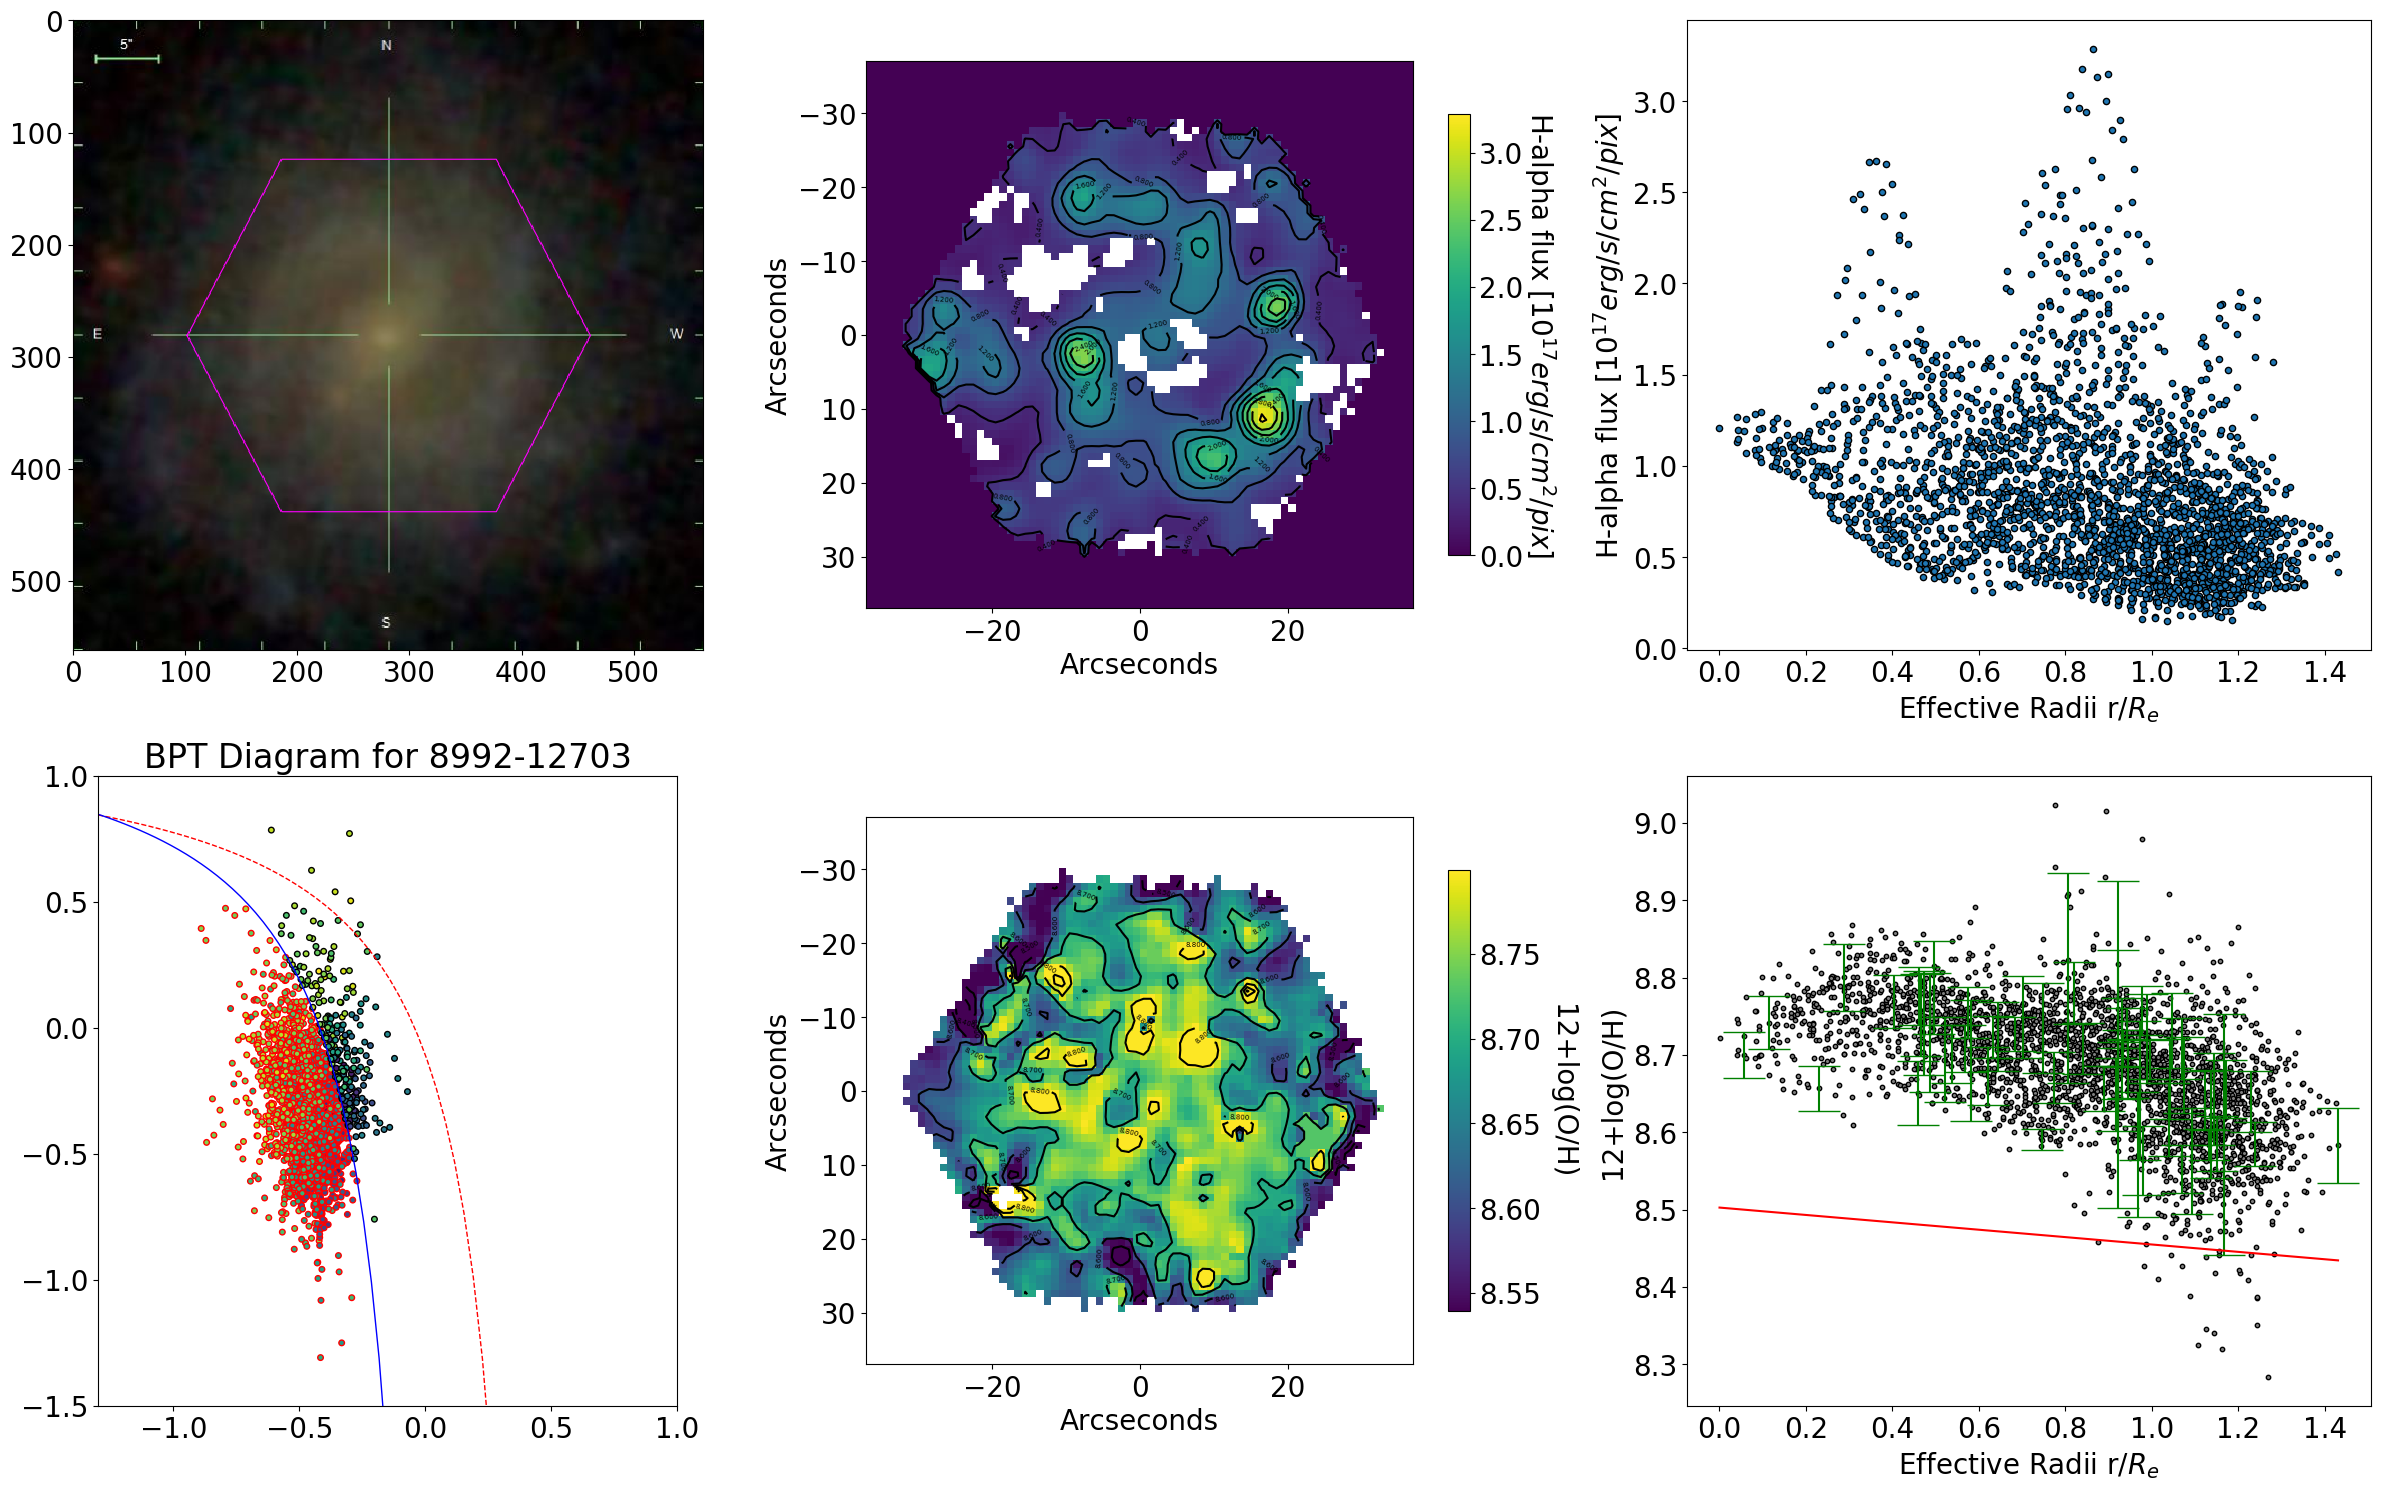 0
100
200
300
400
500
0 100 200 300 400 500
5"
N
E
W
S
−30
−20
−10
0
10
20
30
−20 0 20
Arcseconds
Arcseconds
3.0
2.5
2.0
1.5
1.0
0.5
0.0
H-alpha flux [10^17 erg/s/cm^2/pix]
H-alpha flux [10^17 erg/s/cm^2/pix]
3.0
2.5
2.0
1.5
1.0
0.5
0.0
0.0 0.2 0.4 0.6 0.8 1.0 1.2 1.4
Effective Radii r/R_e
BPT Diagram for 8992-12703
1.0
0.5
0.0
−0.5
−1.0
−1.5
−1.0 −0.5 0.0 0.5 1.0
−30
−20
−10
0
10
20
30
−20 0 20
Arcseconds
Arcseconds
8.75
8.70
8.65
8.60
8.55
12+log(O/H)
12+log(O/H)
9.0
8.9
8.8
8.7
8.6
8.5
8.4
8.3
0.0 0.2 0.4 0.6 0.8 1.0 1.2 1.4
Effective Radii r/R_e